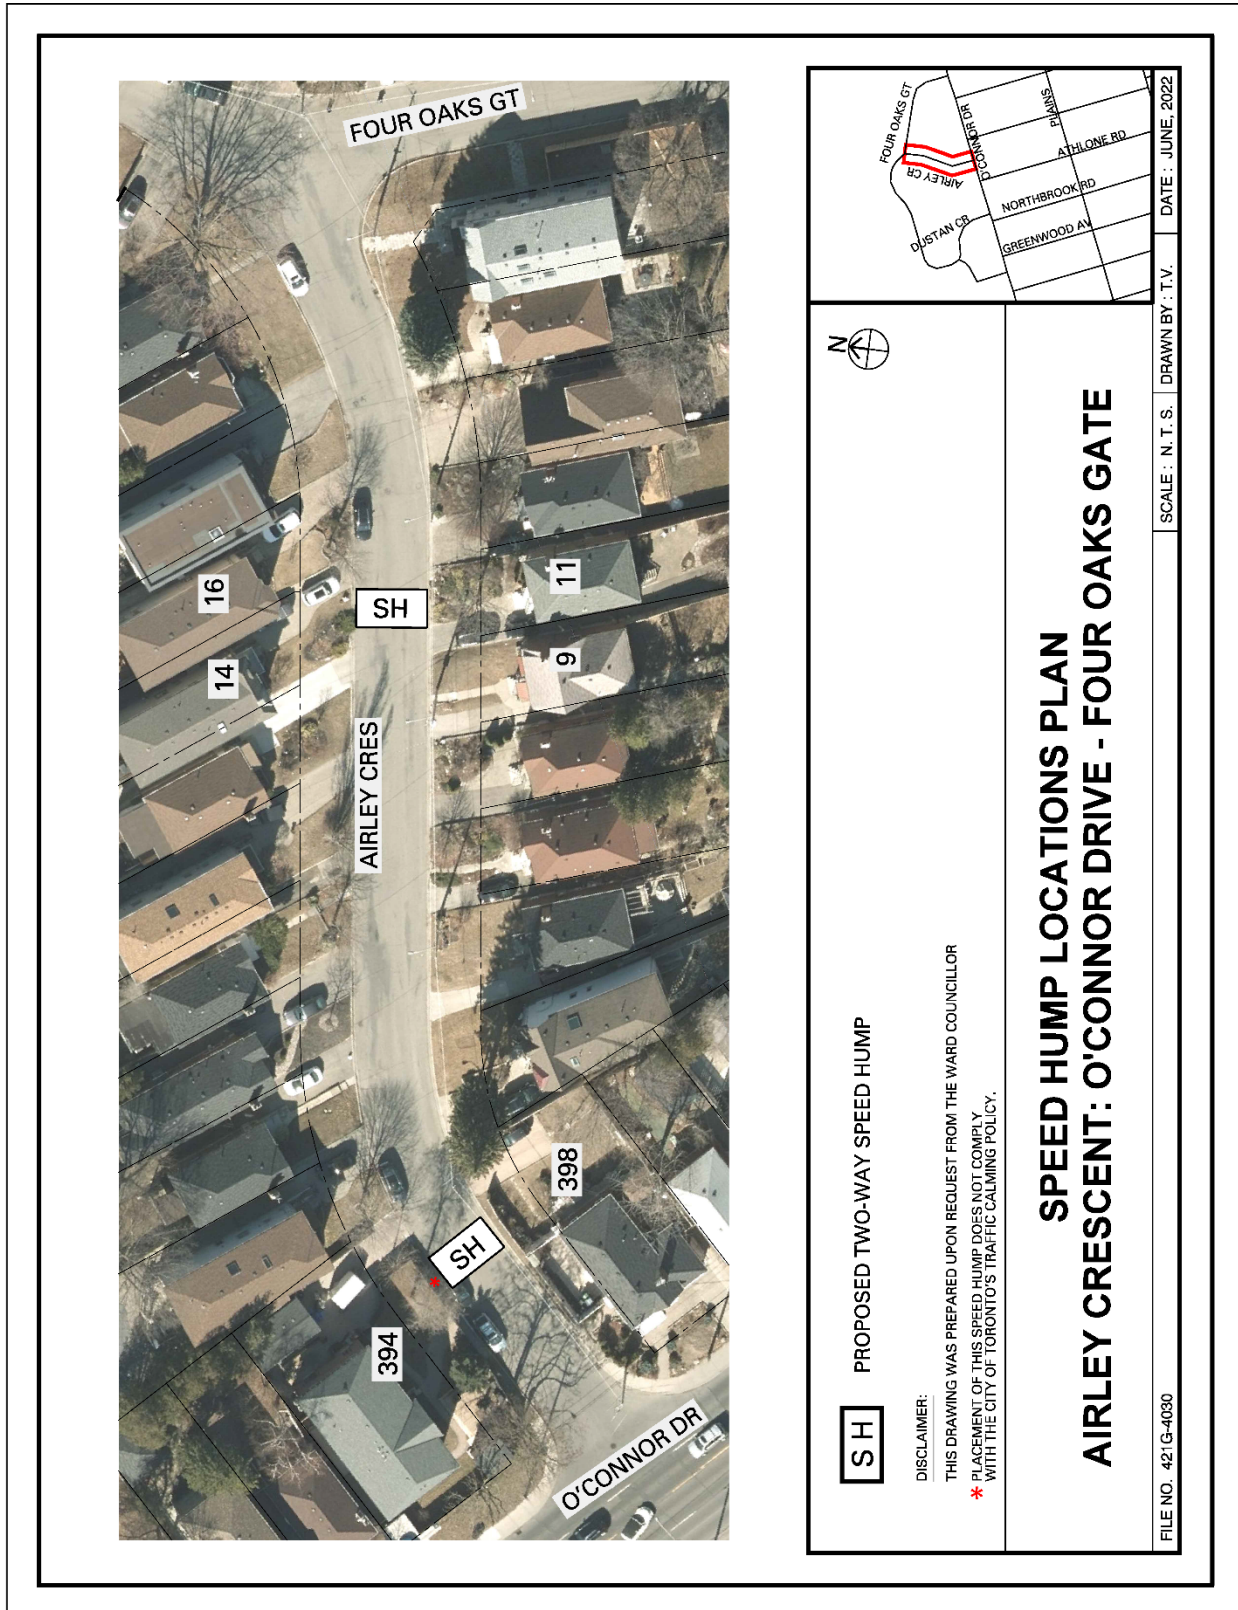 FOUR OAKS GT
16
14
11
9
SH
AIRLEY CRES
398
SH
*
394
O'CONNOR DR
SH
PROPOSED TWO-WAY SPEED HUMP
DISCLAIMER:
THIS DRAWING WAS PREPARED UPON REQUEST FROM THE WARD COUNCILLOR
* PLACEMENT OF THIS SPEED HUMP DOES NOT COMPLY
WITH THE CITY OF TORONTO'S TRAFFIC CALMING POLICY.
N
FOUR OAKS GT
O'CONNOR DR
PLAINS
AIRLEY CR
ATHLONE RD
DUSTAN CR
NORTHBROOK RD
GREENWOOD AV
SPEED HUMP LOCATIONS PLAN
AIRLEY CRESCENT: O'CONNOR DRIVE - FOUR OAKS GATE
FILE NO. 421G-4030
SCALE : N. T. S.
DRAWN BY : T.V.
DATE : JUNE, 2022